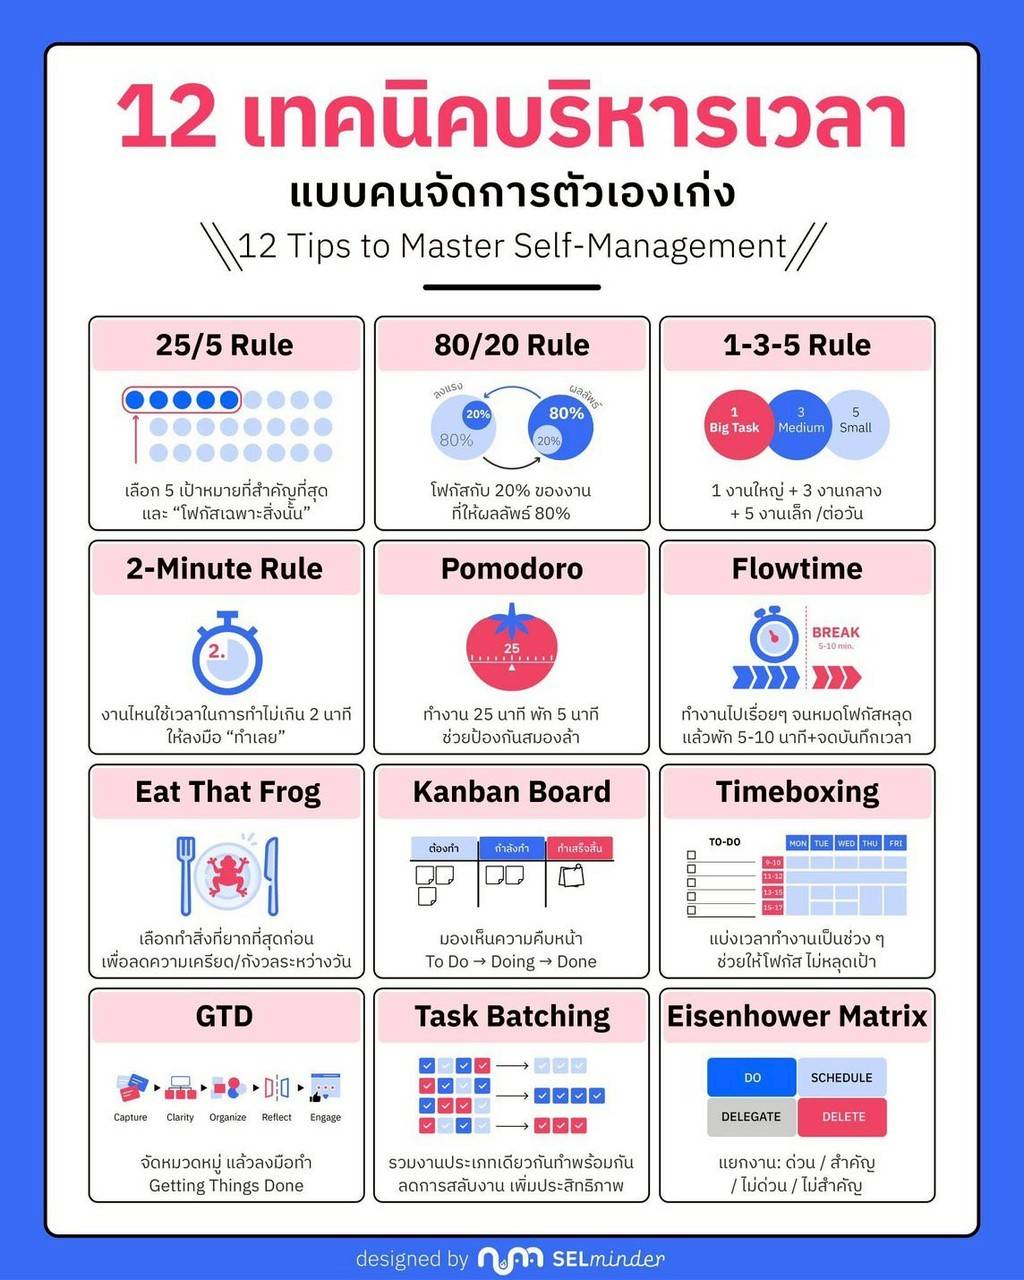 12 เทคนิคบริหารเวลา
แบบคนจัดการตัวเองเก่ง
12 Tips to Master Self-Management
25/5 Rule
เลือก 5 เป้าหมายที่สำคัญที่สุด
และ “โฟกัสเฉพาะสิ่งนั้น”
80/20 Rule
ลงแรง
ผลลัพธ์
20%
80%
80%
20%
โฟกัสกับ 20% ของงาน
ที่ให้ผลลัพธ์ 80%
1-3-5 Rule
1
Big Task
3
Medium
5
Small
1 งานใหญ่ + 3 งานกลาง
+ 5 งานเล็ก /ต่อวัน
2-Minute Rule
2.
งานไหนใช้เวลาในการทำไม่เกิน 2 นาที
ให้ลงมือ “ทำเลย”
Pomodoro
25
ทำงาน 25 นาที พัก 5 นาที
ช่วยป้องกันสมองล้า
Flowtime
BREAK
5-10 min.
ทำงานไปเรื่อยๆ จนหมดโฟกัสหลุด
แล้วพัก 5-10 นาที+จดบันทึกเวลา
Eat That Frog
เลือกทำสิ่งที่ยากที่สุดก่อน
เพื่อลดความเครียด/กังวลระหว่างวัน
Kanban Board
ต้องทำ กำลังทำ ทำเสร็จสิ้น
มองเห็นความคืบหน้า
To Do → Doing → Done
Timeboxing
TO-DO
MON TUE WED THU FRI
9-10
11-12
13-15
15-17
แบ่งเวลาทำงานเป็นช่วง ๆ
ช่วยให้โฟกัส ไม่หลุดเป้า
GTD
Capture Clarity Organize Reflect Engage
จัดหมวดหมู่ แล้วลงมือทำ
Getting Things Done
Task Batching
รวมงานประเภทเดียวกันทำพร้อมกัน
ลดการสลับงาน เพิ่มประสิทธิภาพ
Eisenhower Matrix
DO SCHEDULE
DELEGATE DELETE
แยกงาน: ด่วน / สำคัญ
/ ไม่ด่วน / ไม่สำคัญ
designed by SELminder